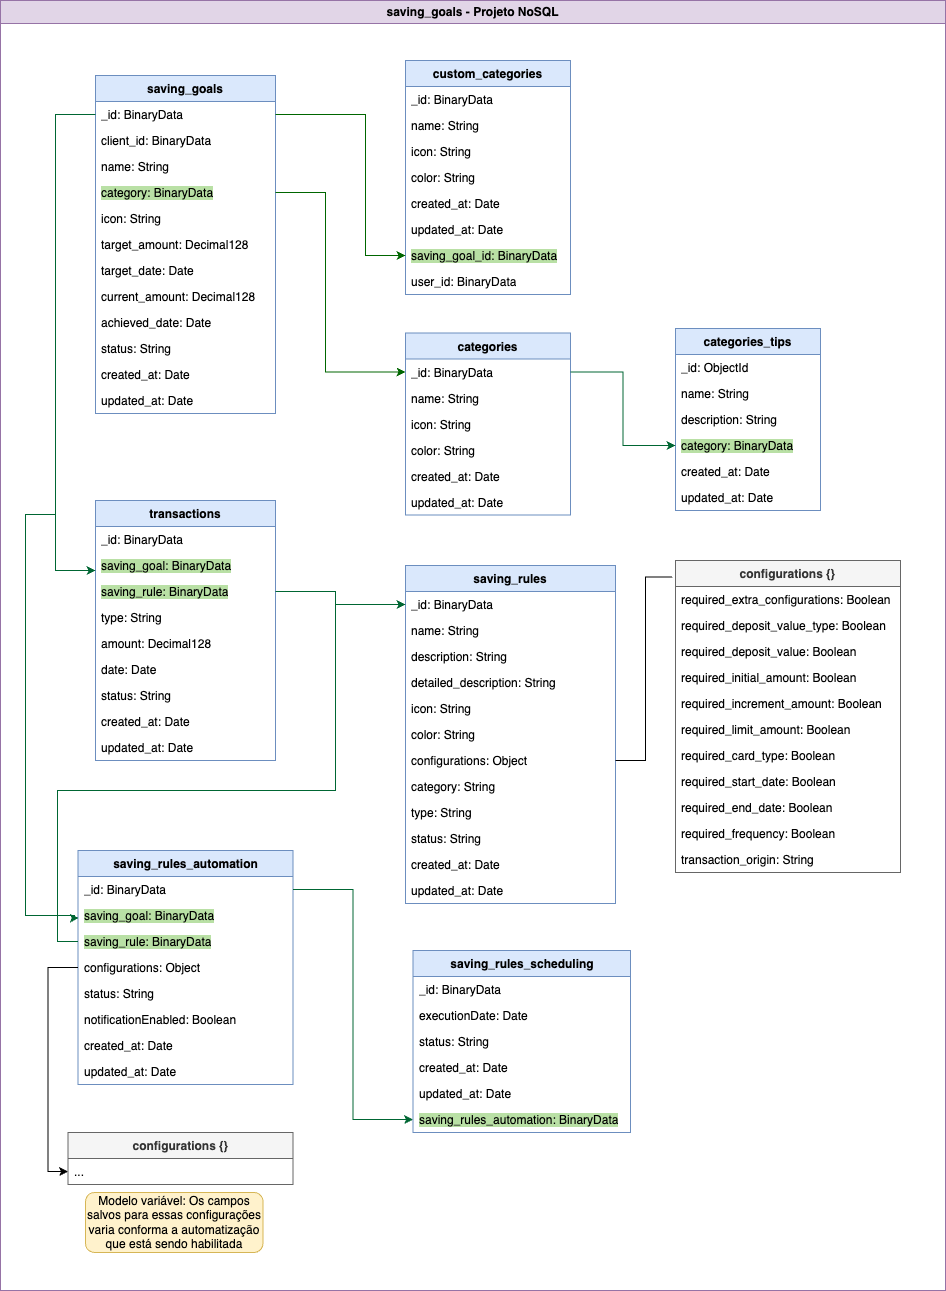 saving_goals - Projeto NoSQL
saving_goals
_id: BinaryData
client_id: BinaryData
name: String
category: BinaryData
icon: String
target_amount: Decimal128
target_date: Date
current_amount: Decimal128
achieved_date: Date
status: String
created_at: Date
updated_at: Date
custom_categories
_id: BinaryData
name: String
icon: String
color: String
created_at: Date
updated_at: Date
saving_goal_id: BinaryData
user_id: BinaryData
categories
_id: BinaryData
name: String
icon: String
color: String
created_at: Date
updated_at: Date
categories_tips
_id: ObjectId
name: String
description: String
category: BinaryData
created_at: Date
updated_at: Date
transactions
_id: BinaryData
saving_goal: BinaryData
saving_rule: BinaryData
type: String
amount: Decimal128
date: Date
status: String
created_at: Date
updated_at: Date
saving_rules
_id: BinaryData
name: String
description: String
detailed_description: String
icon: String
color: String
configurations: Object
category: String
type: String
status: String
created_at: Date
updated_at: Date
configurations {}
required_extra_configurations: Boolean
required_deposit_value_type: Boolean
required_deposit_value: Boolean
required_initial_amount: Boolean
required_increment_amount: Boolean
required_limit_amount: Boolean
required_card_type: Boolean
required_start_date: Boolean
required_end_date: Boolean
required_frequency: Boolean
transaction_origin: String
saving_rules_automation
_id: BinaryData
saving_goal: BinaryData
saving_rule: BinaryData
configurations: Object
status: String
notificationEnabled: Boolean
created_at: Date
updated_at: Date
saving_rules_scheduling
_id: BinaryData
executionDate: Date
status: String
created_at: Date
updated_at: Date
saving_rules_automation: BinaryData
configurations {}
...
Modelo variável: Os campos
salvos para essas configurações
varia conforma a automatização
que está sendo habilitada